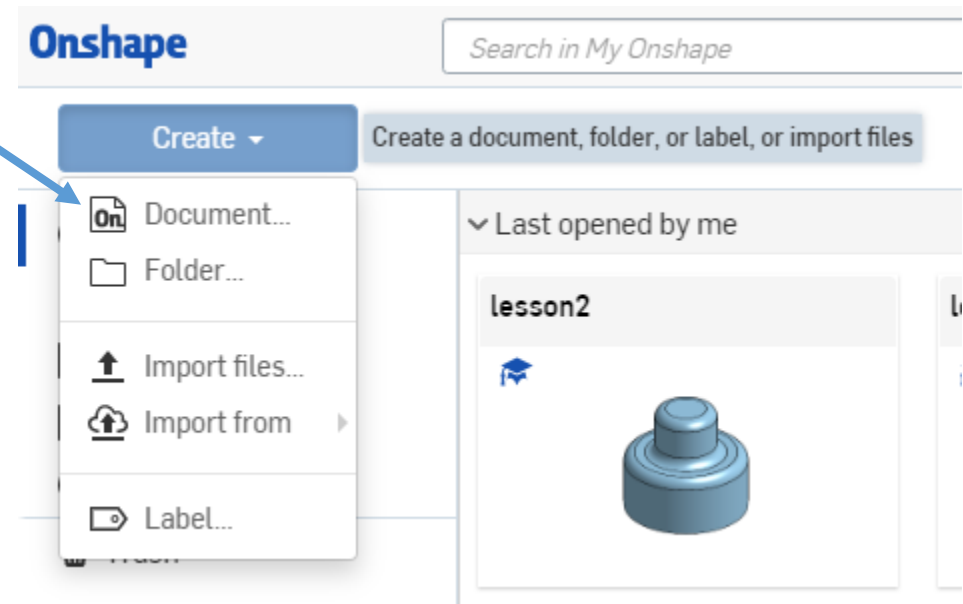 Onshape
Search in My Onshape
Create
Create a document, folder, or label, or import files
On
Document...
Folder...
Import files...
Import from
Label...
Last opened by me
lesson2